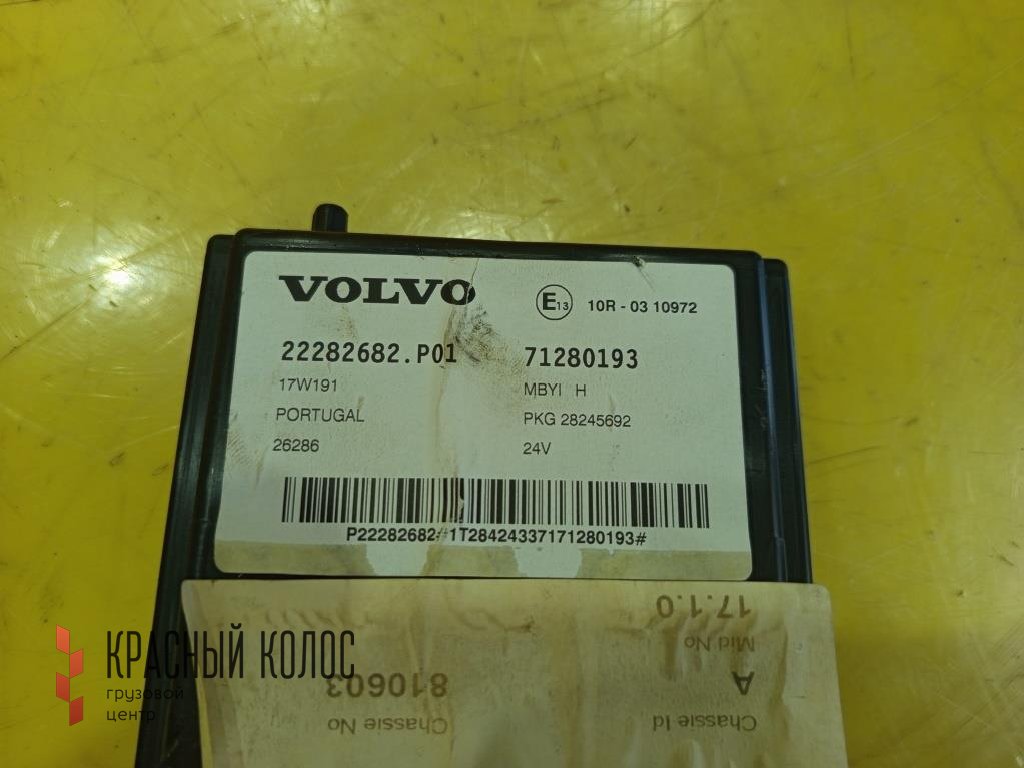 VOLVO
E13 10R - 03 10972
22282682.P01 71280193
17W191 MBYI H
PORTUGAL PKG 28245692
26286 24V
P22282682#1T28424337171280193#
17.1.0
Mid No
810603 A
Chassie No Chassie Id
КРАСНЫЙ КОЛОС
грузовой
центр